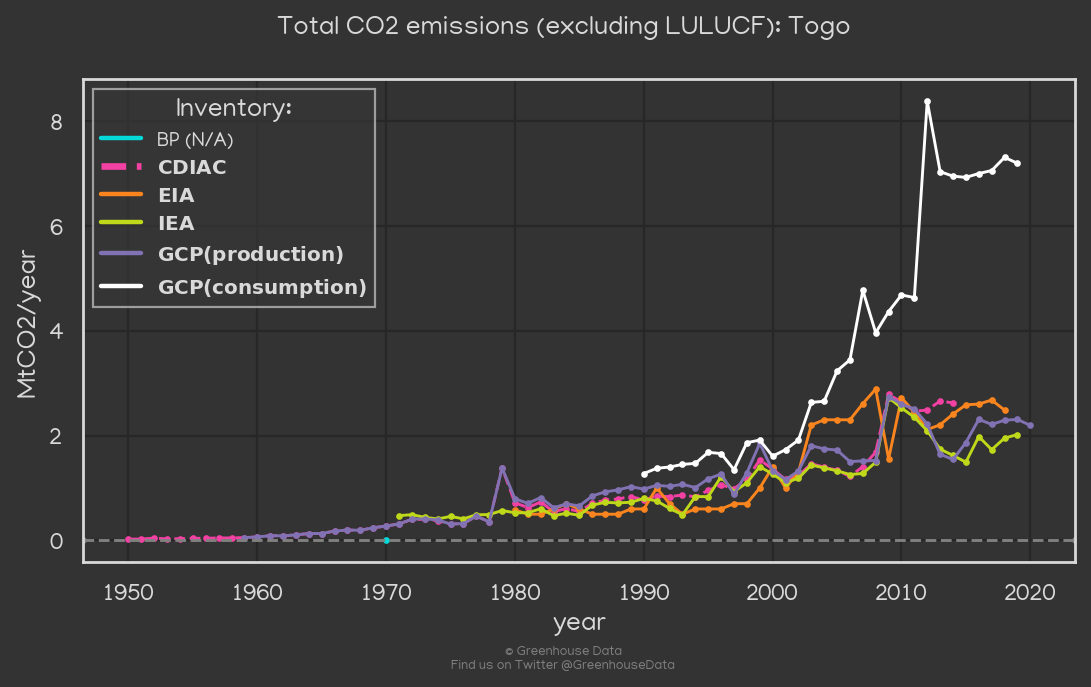 Total CO2 emissions (excluding LULUCF): Togo
Inventory:
BP (N/A)
CDIAC
EIA
IEA
GCP(production)
GCP(consumption)
MtCO2/year
8
6
4
2
0
1950 1960 1970 1980 1990 2000 2010 2020
year
© Greenhouse Data
Find us on Twitter @GreenhouseData